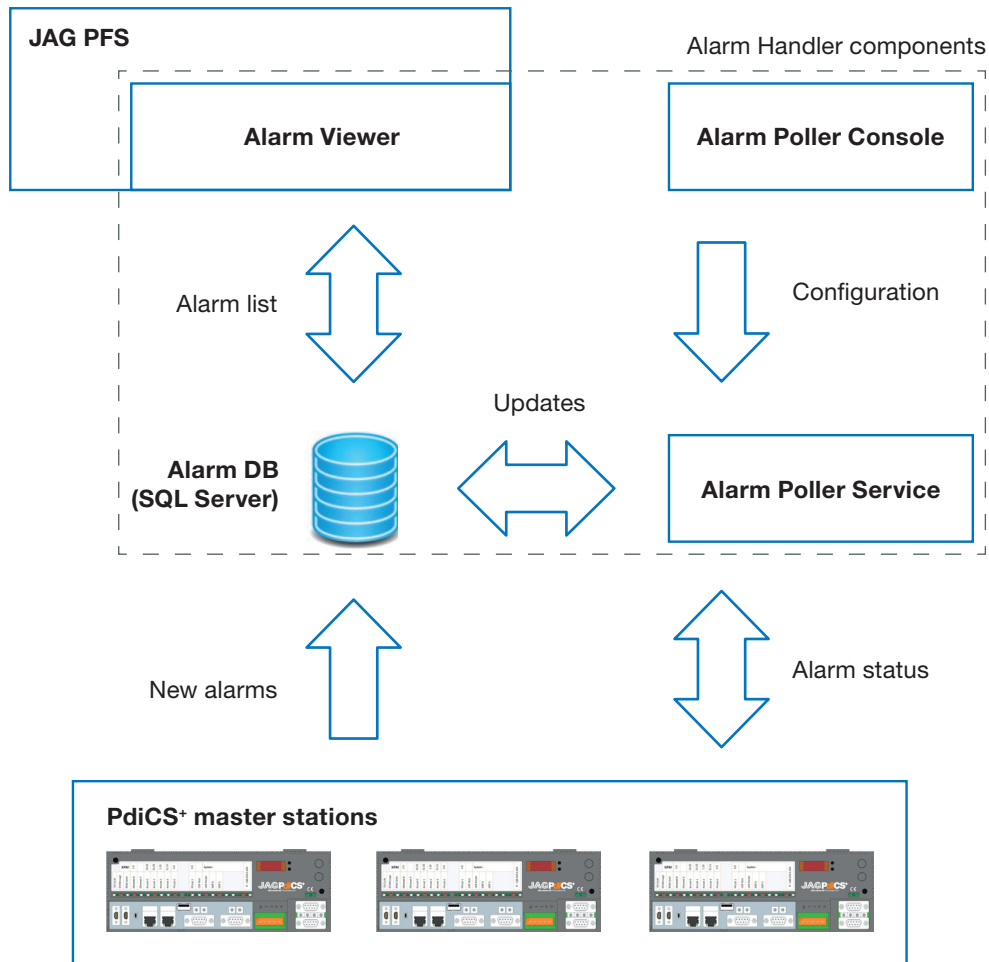 JAG PFS
Alarm Handler components
Alarm Viewer
Alarm Poller Console
Alarm list
Configuration
Updates
Alarm DB
(SQL Server)
Alarm Poller Service
New alarms
Alarm status
PdiCS⁺ master stations